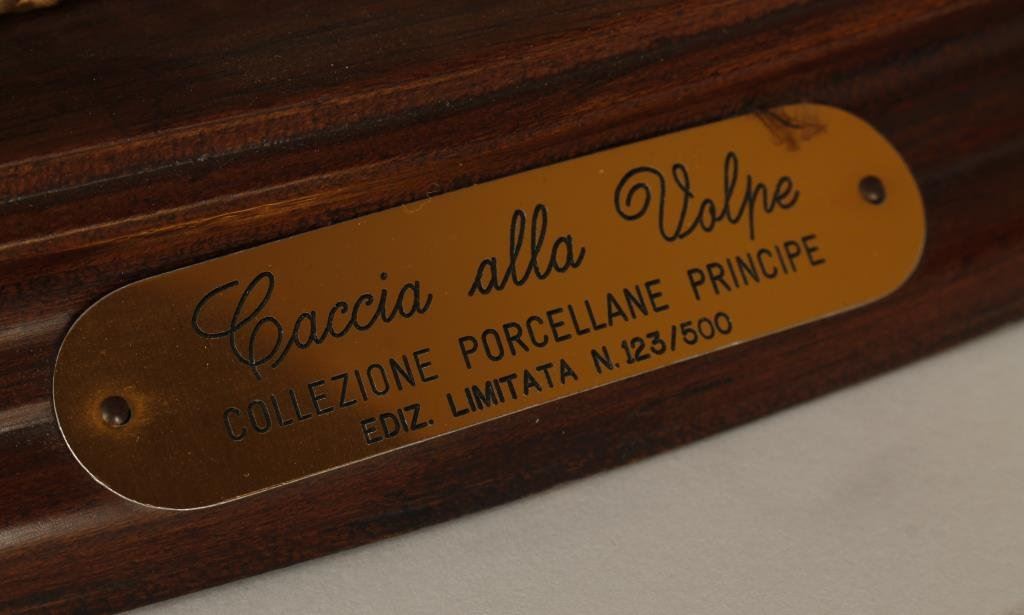 Caccia alla Volpe
COLLEZIONE PORCELLANE PRINCIPE
EDIZ. LIMITATA N.123/500